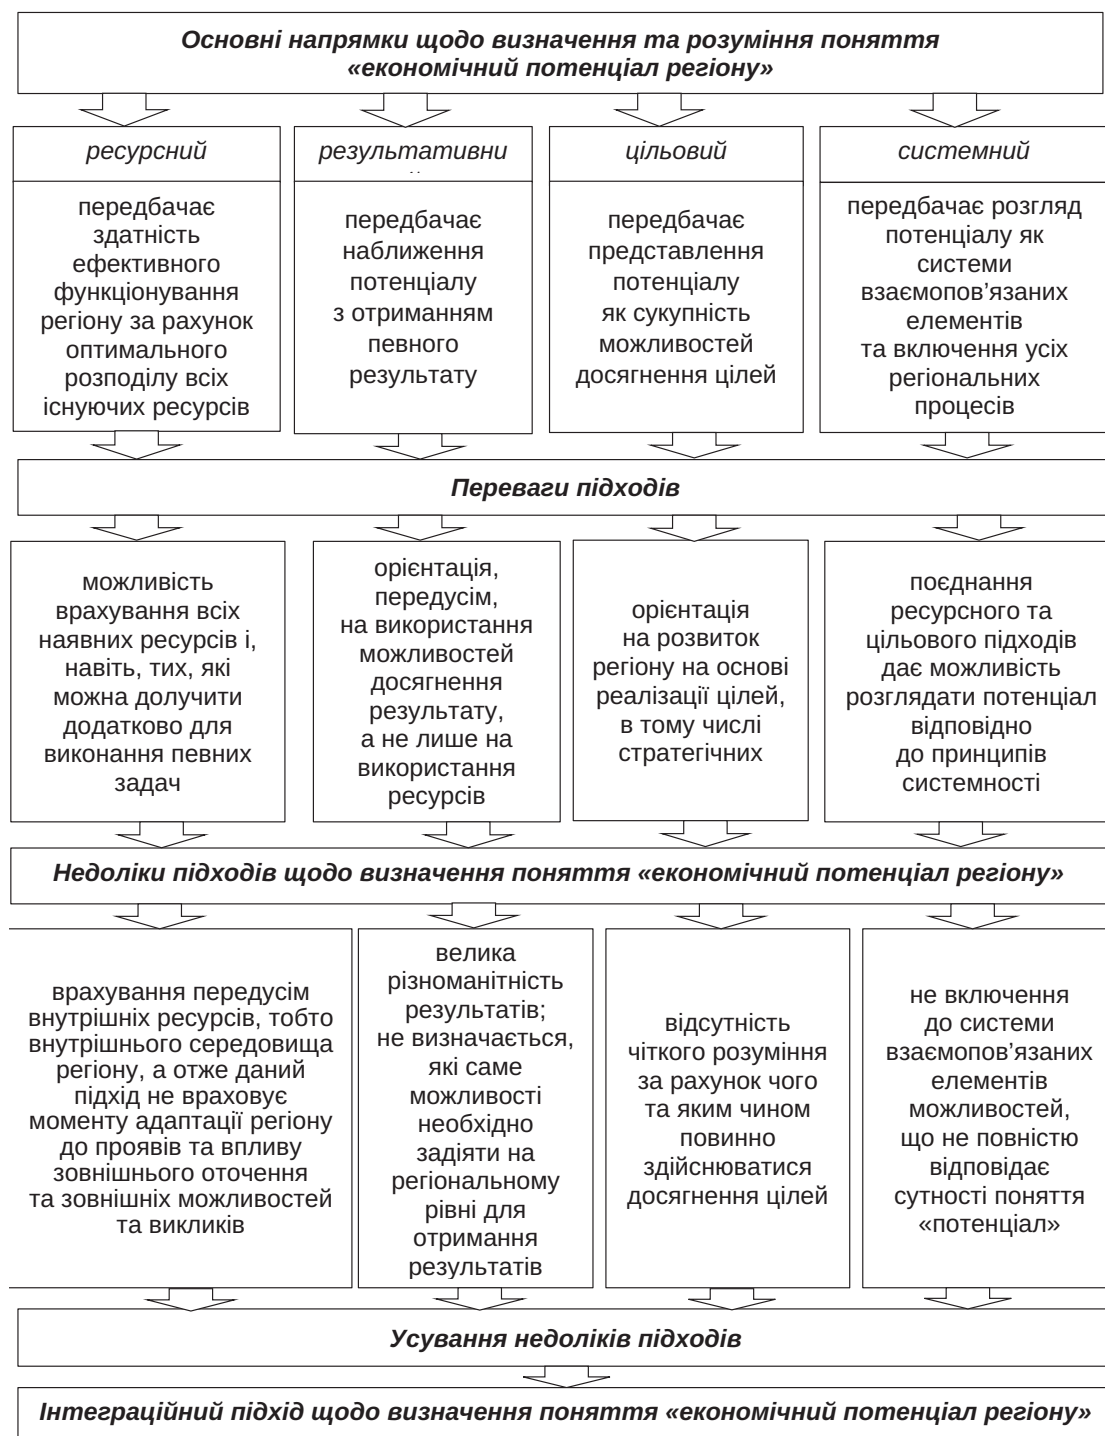 Основні напрямки щодо визначення та розуміння поняття
«економічний потенціал регіону»
ресурсний
результативни
цільовий
системний
передбачає
здатність
ефективного
функціонування
регіону за рахунок
оптимального
розподілу всіх
існуючих ресурсів
передбачає
наближення
потенціалу
з отриманням
певного
результату
передбачає
представлення
потенціалу
як сукупність
можливостей
досягнення цілей
передбачає розгляд
потенціалу як
системи
взаємопов’язаних
елементів
та включення усіх
регіональних
процесів
Переваги підходів
можливість
врахування всіх
наявних ресурсів і,
навіть, тих, які
можна долучити
додатково для
виконання певних
задач
орієнтація,
передусім,
на використання
можливостей
досягнення
результату,
а не лише на
використання
ресурсів
орієнтація
на розвиток
регіону на основі
реалізації цілей,
в тому числі
стратегічних
поєднання
ресурсного та
цільового підходів
дає можливість
розглядати потенціал
відповідно
до принципів
системності
Недоліки підходів щодо визначення поняття «економічний потенціал регіону»
врахування передусім
внутрішніх ресурсів, тобто
внутрішнього середовища
регіону, а отже даний
підхід не враховує
моменту адаптації регіону
до проявів та впливу
зовнішнього оточення
та зовнішніх можливостей
та викликів
велика
різноманітність
результатів;
не визначається,
які саме
можливості
необхідно
задіяти на
регіональному
рівні для
отримання
результатів
відсутність
чіткого розуміння
за рахунок чого
та яким чином
повинно
здійснюватися
досягнення цілей
не включення
до системи
взаємопов’язаних
елементів
можливостей,
що не повністю
відповідає
сутності поняття
«потенціал»
Усування недоліків підходів
Інтеграційний підхід щодо визначення поняття «економічний потенціал регіону»